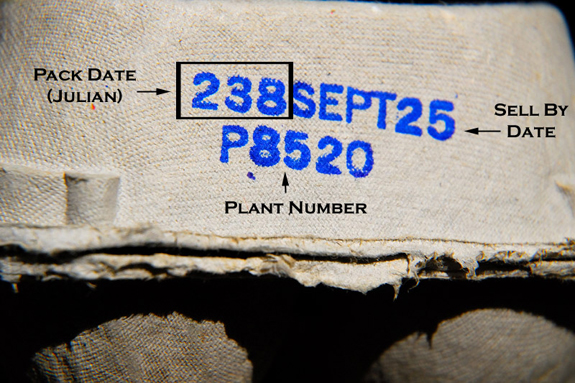 Pack Date
(Julian)
238SEPT25
Sell By
Date
P8520
Plant Number